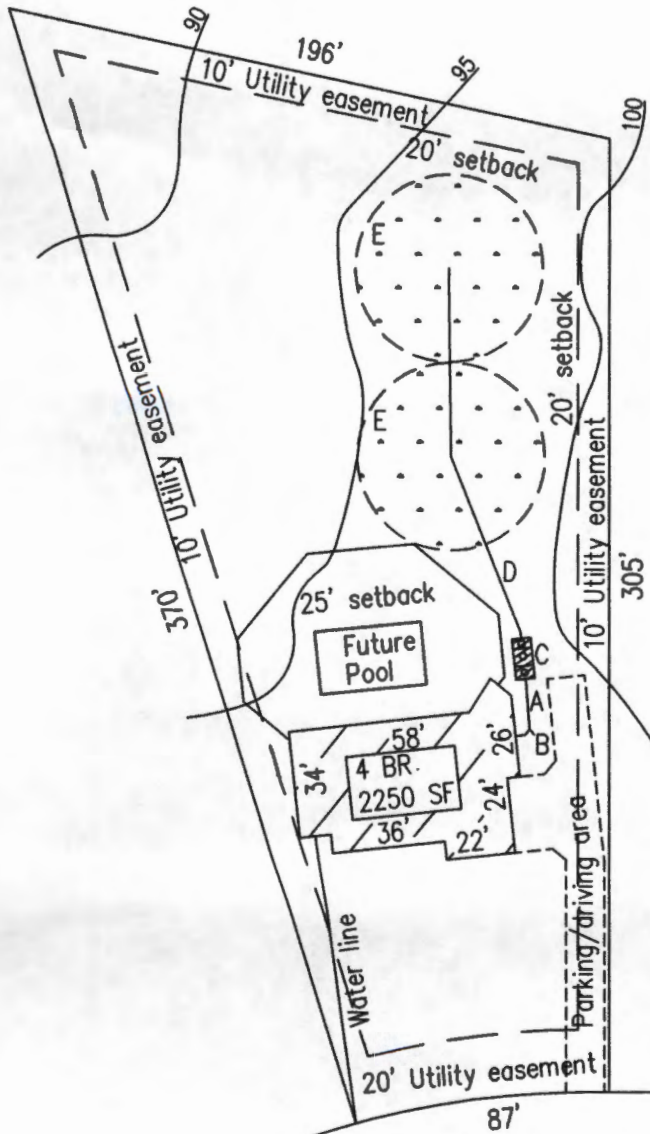 90
196'
95
10' Utility easement
100
20' setback
E
20' setback
10' Utility easement
E
10' Utility easement
305'
370'
D
25' setback
C
Future
Pool
A
B
58'
26'
34'
4 BR.
2250 SF
24'
36'
22'
Parking/driving area
Water line
20' Utility easement
87'